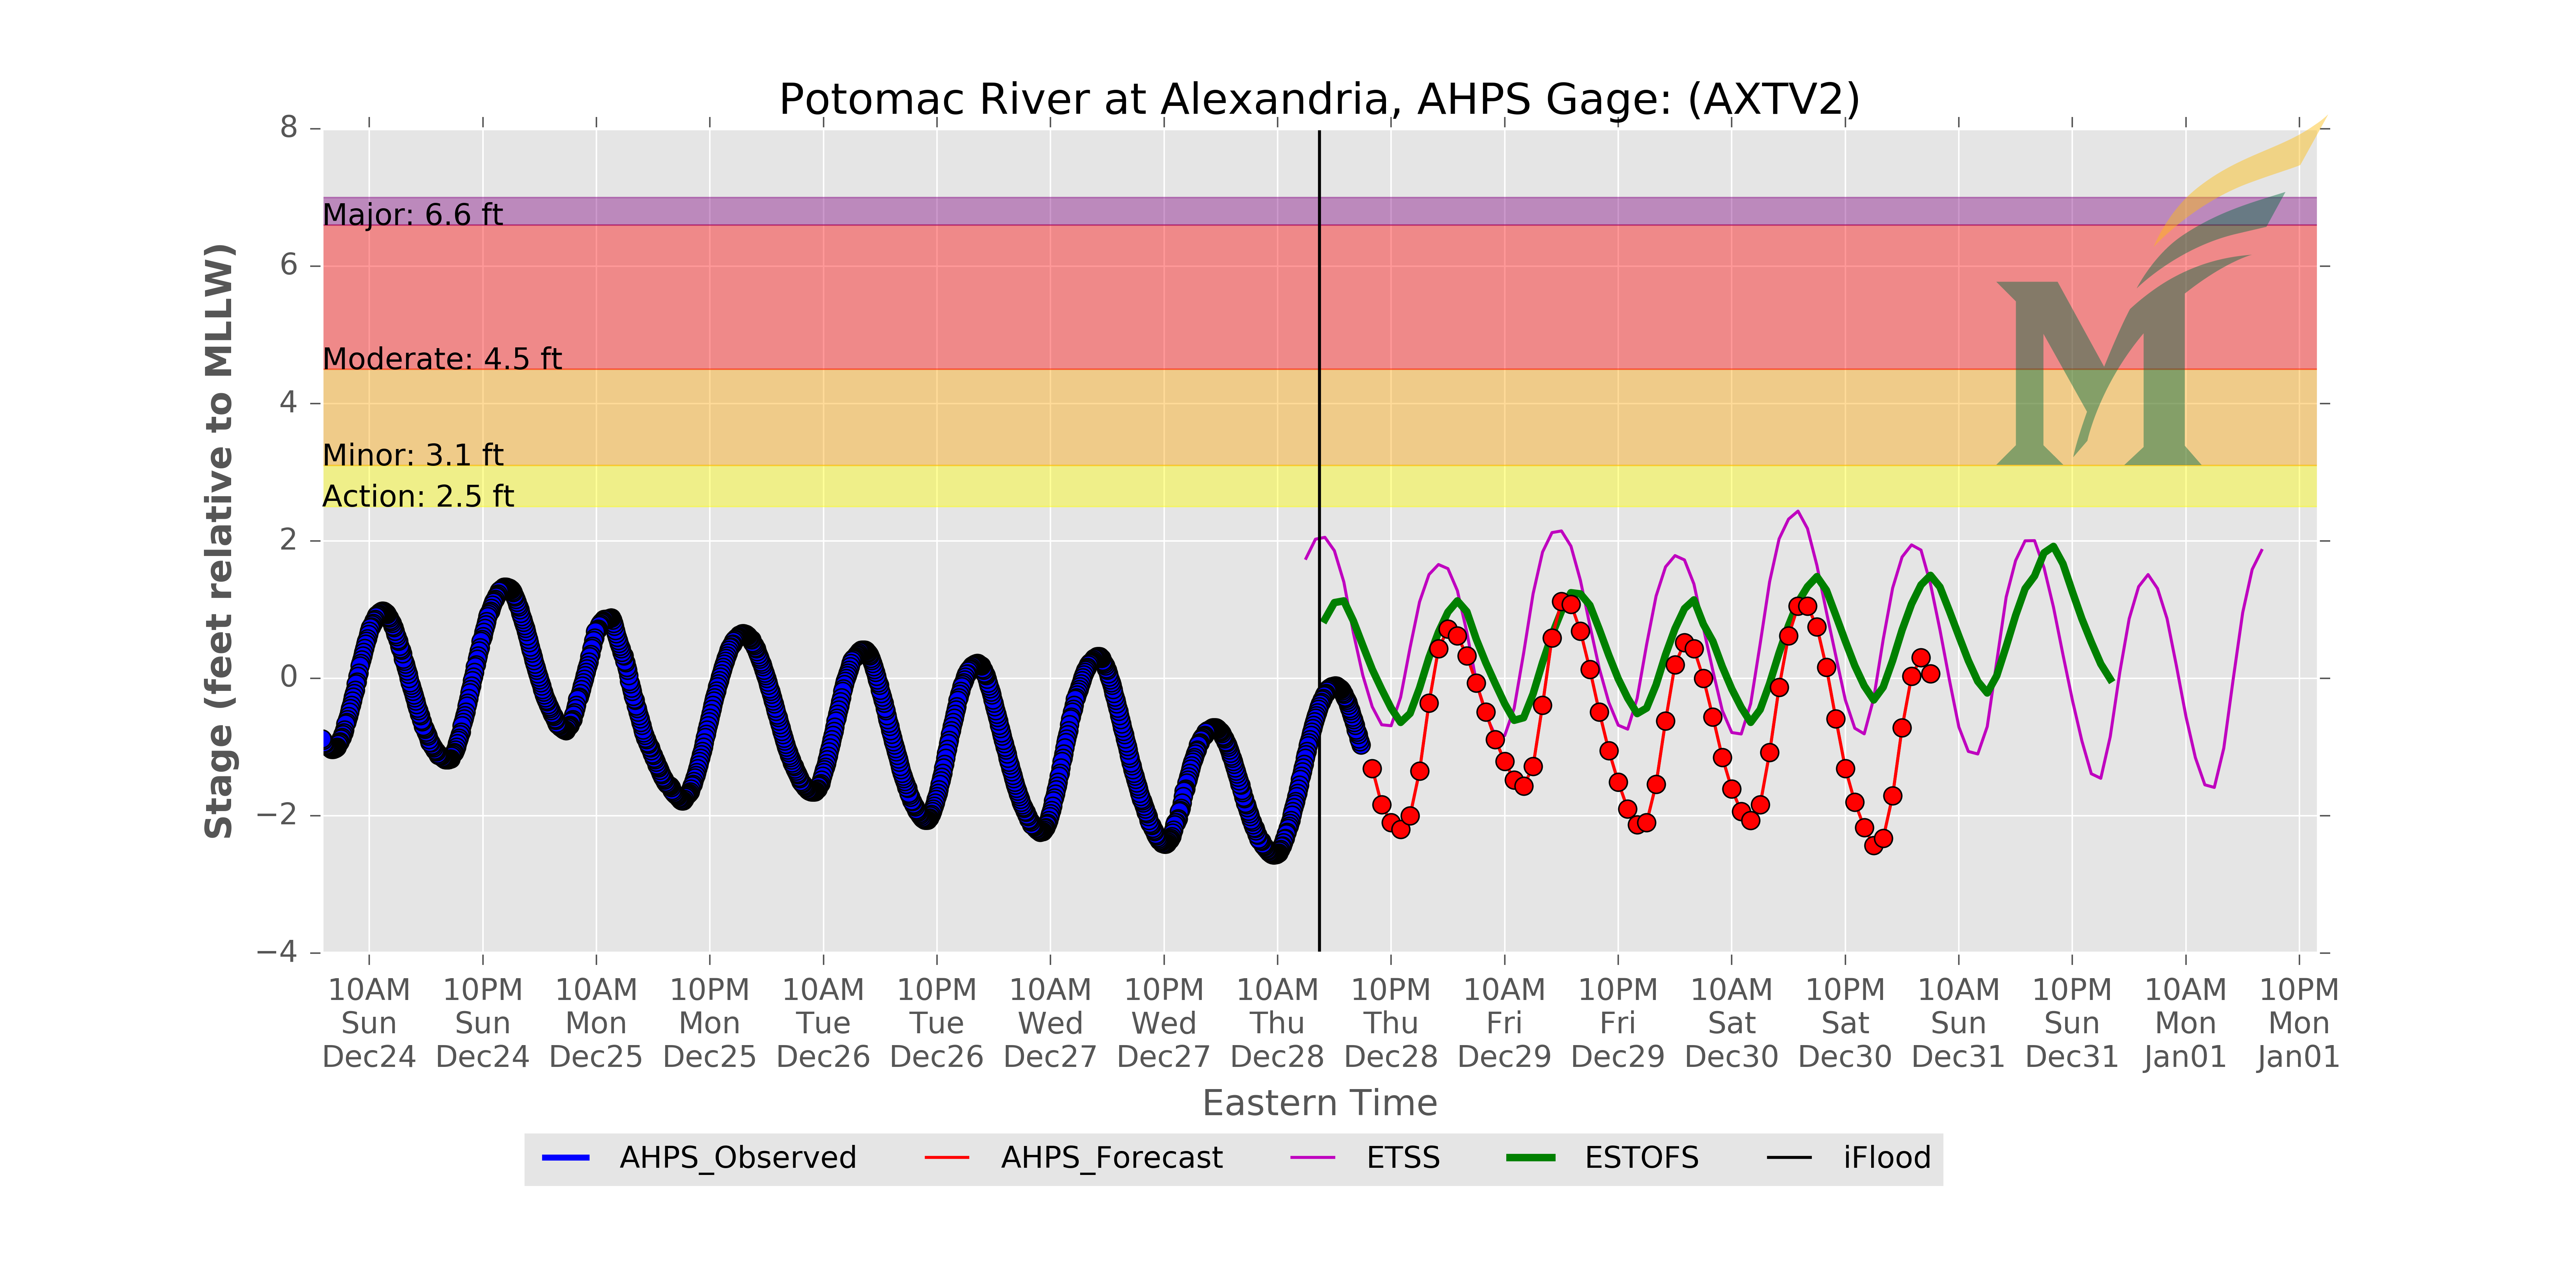 Potomac River at Alexandria, AHPS Gage: (AXTV2)
Stage (feet relative to MLLW)
8
6
4
2
0
−2
−4
Major: 6.6 ft
Moderate: 4.5 ft
Minor: 3.1 ft
Action: 2.5 ft
10AM 10PM 10AM 10PM 10AM 10PM 10AM 10PM 10AM 10PM 10AM 10PM 10AM 10PM 10AM 10PM 10AM 10PM
Sun Sun Mon Mon Tue Tue Wed Wed Thu Thu Fri Fri Sat Sat Sun Sun Mon Mon
Dec24 Dec24 Dec25 Dec25 Dec26 Dec26 Dec27 Dec27 Dec28 Dec28 Dec29 Dec29 Dec30 Dec30 Dec31 Dec31 Jan01 Jan01
Eastern Time
AHPS_Observed AHPS_Forecast ETSS ESTOFS iFlood